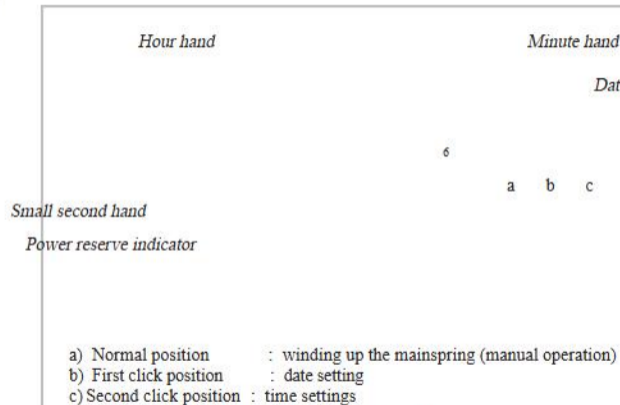 Hour hand
Minute hand
Dat
6
a b c
Small second hand
Power reserve indicator
a) Normal position : winding up the mainspring (manual operation)
b) First click position : date setting
c) Second click position : time settings